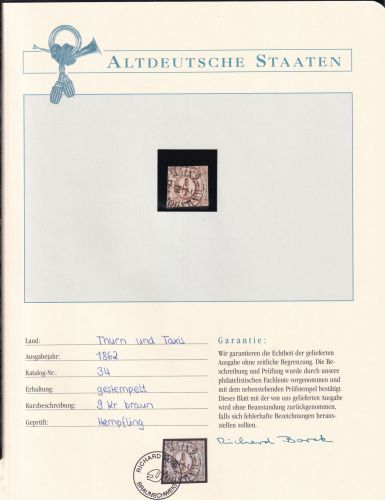 ALTDEUTSCHE STAATEN
Land: Thurn und Taxis
Ausgabejahr: 1862
Katalog-Nr.: 34
Erhaltung: gestempelt
Kurzbeschreibung: 9 kr braun
Geprüft: Hempfling
Garantie:
Wir garantieren die Echtheit der gelieferten
Ausgabe ohne zeitliche Begrenzung. Die Be-
schreibung und Prüfung wurde durch unsere
philatelistischen Fachleute vorgenommen und
mit dem nebenstehenden Prüfstempel bestätigt.
Dieses Blatt mit der von uns gelieferten Ausgabe
wird ohne Beanstandung zurückgenommen,
falls sich fehlerhafte Bezeichnungen heraus-
stellen sollten.
Richard Borek
RICHARD
BRAUNSCHWEIG